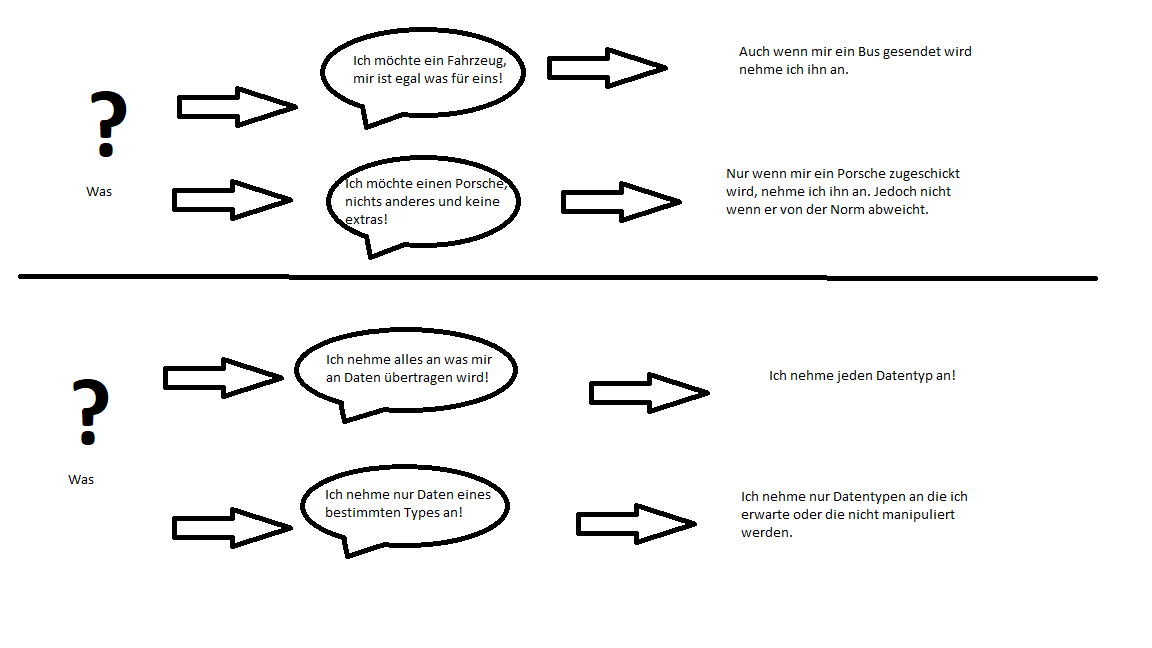 Ich möchte ein Fahrzeug,
mir ist egal was für eins!
Auch wenn mir ein Bus gesendet wird
nehme ich ihn an.
?
Was
Ich möchte einen Porsche,
nichts anderes und keine
extras!
Nur wenn mir ein Porsche zugeschickt
wird, nehme ich ihn an. Jedoch nicht
wenn er von der Norm abweicht.
Ich nehme alles an was mir
an Daten übertragen wird!
Ich nehme jeden Datentyp an!
?
Was
Ich nehme nur Daten eines
bestimmten Types an!
Ich nehme nur Datentypen an die ich
erwarte oder die nicht manipuliert
werden.